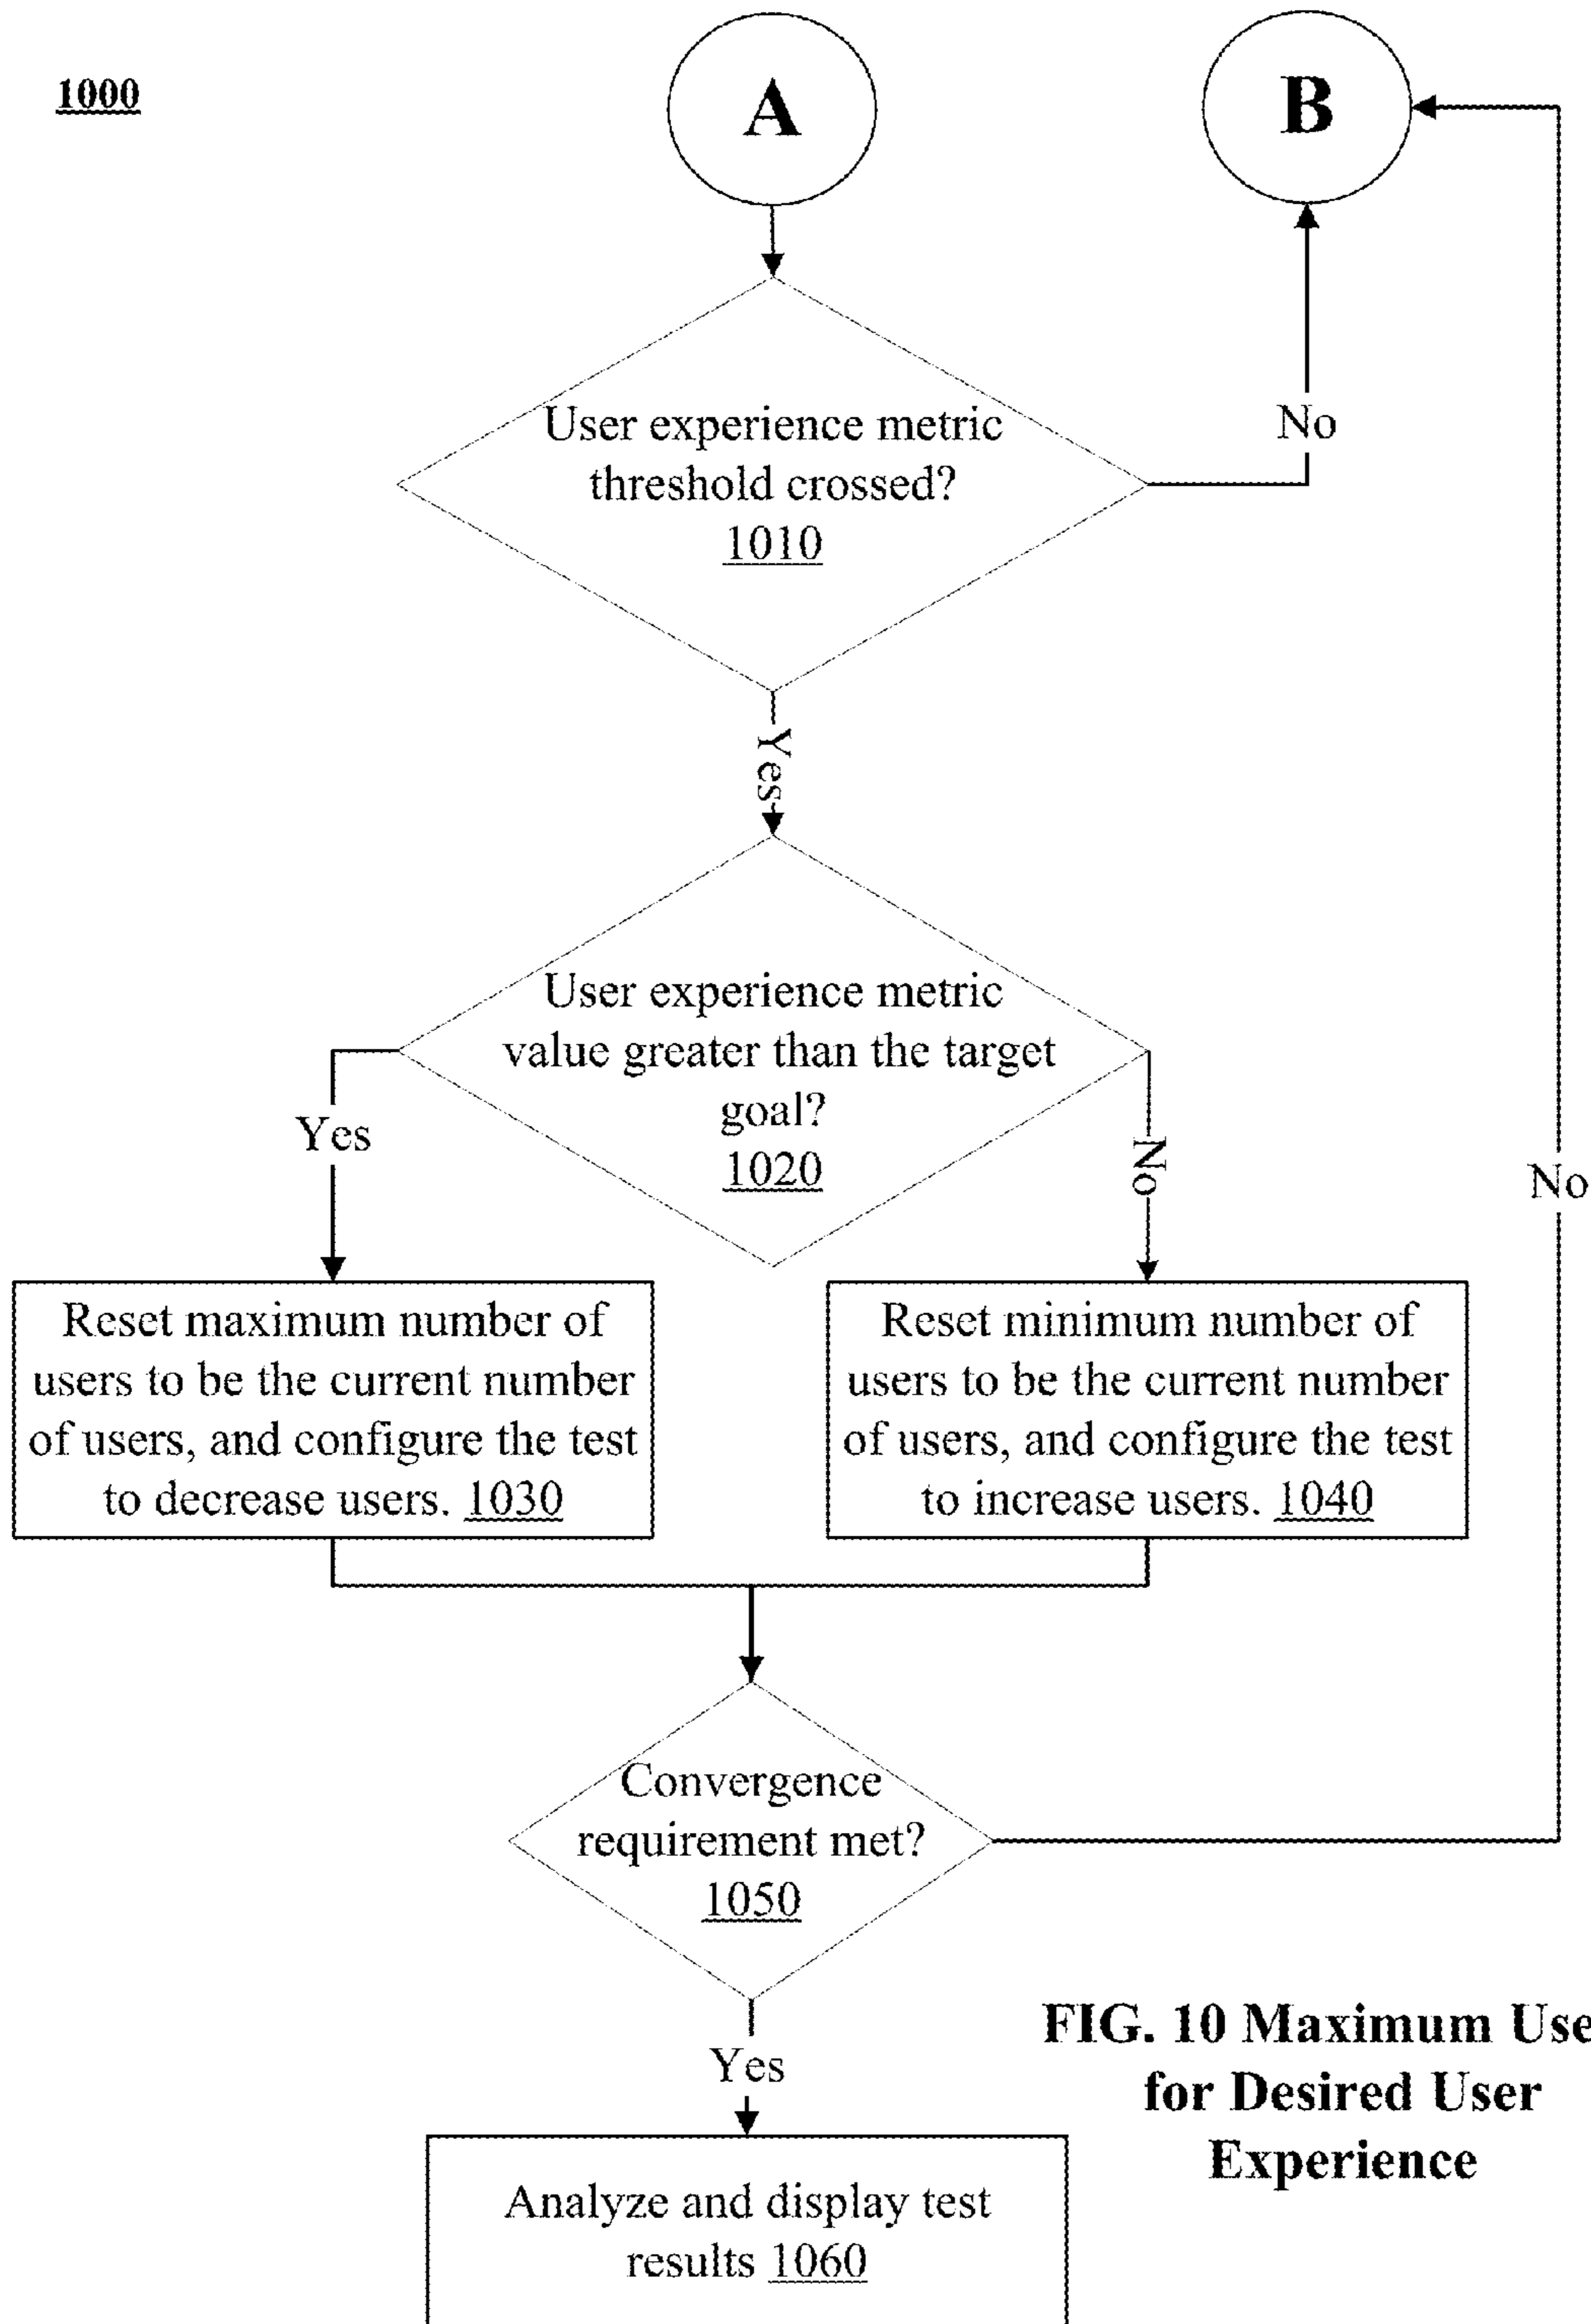 1000
A
B
User experience metric
threshold crossed?
1010
No
Yes
User experience metric
value greater than the target
goal?
1020
Yes
No
No
Reset maximum number of
users to be the current number
of users, and configure the test
to decrease users. 1030
Reset minimum number of
users to be the current number
of users, and configure the test
to increase users. 1040
Convergence
requirement met?
1050
Yes
FIG. 10 Maximum Use
for Desired User
Experience
Analyze and display test
results 1060